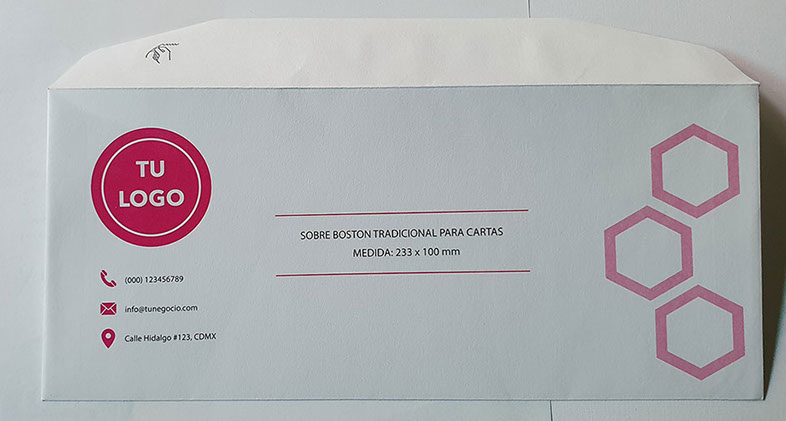 TU
LOGO
SOBRE BOSTON TRADICIONAL PARA CARTAS
MEDIDA: 233 x 100 mm
(000) 123456789
info@tunegocio.com
Calle Hidalgo #123, CDMX